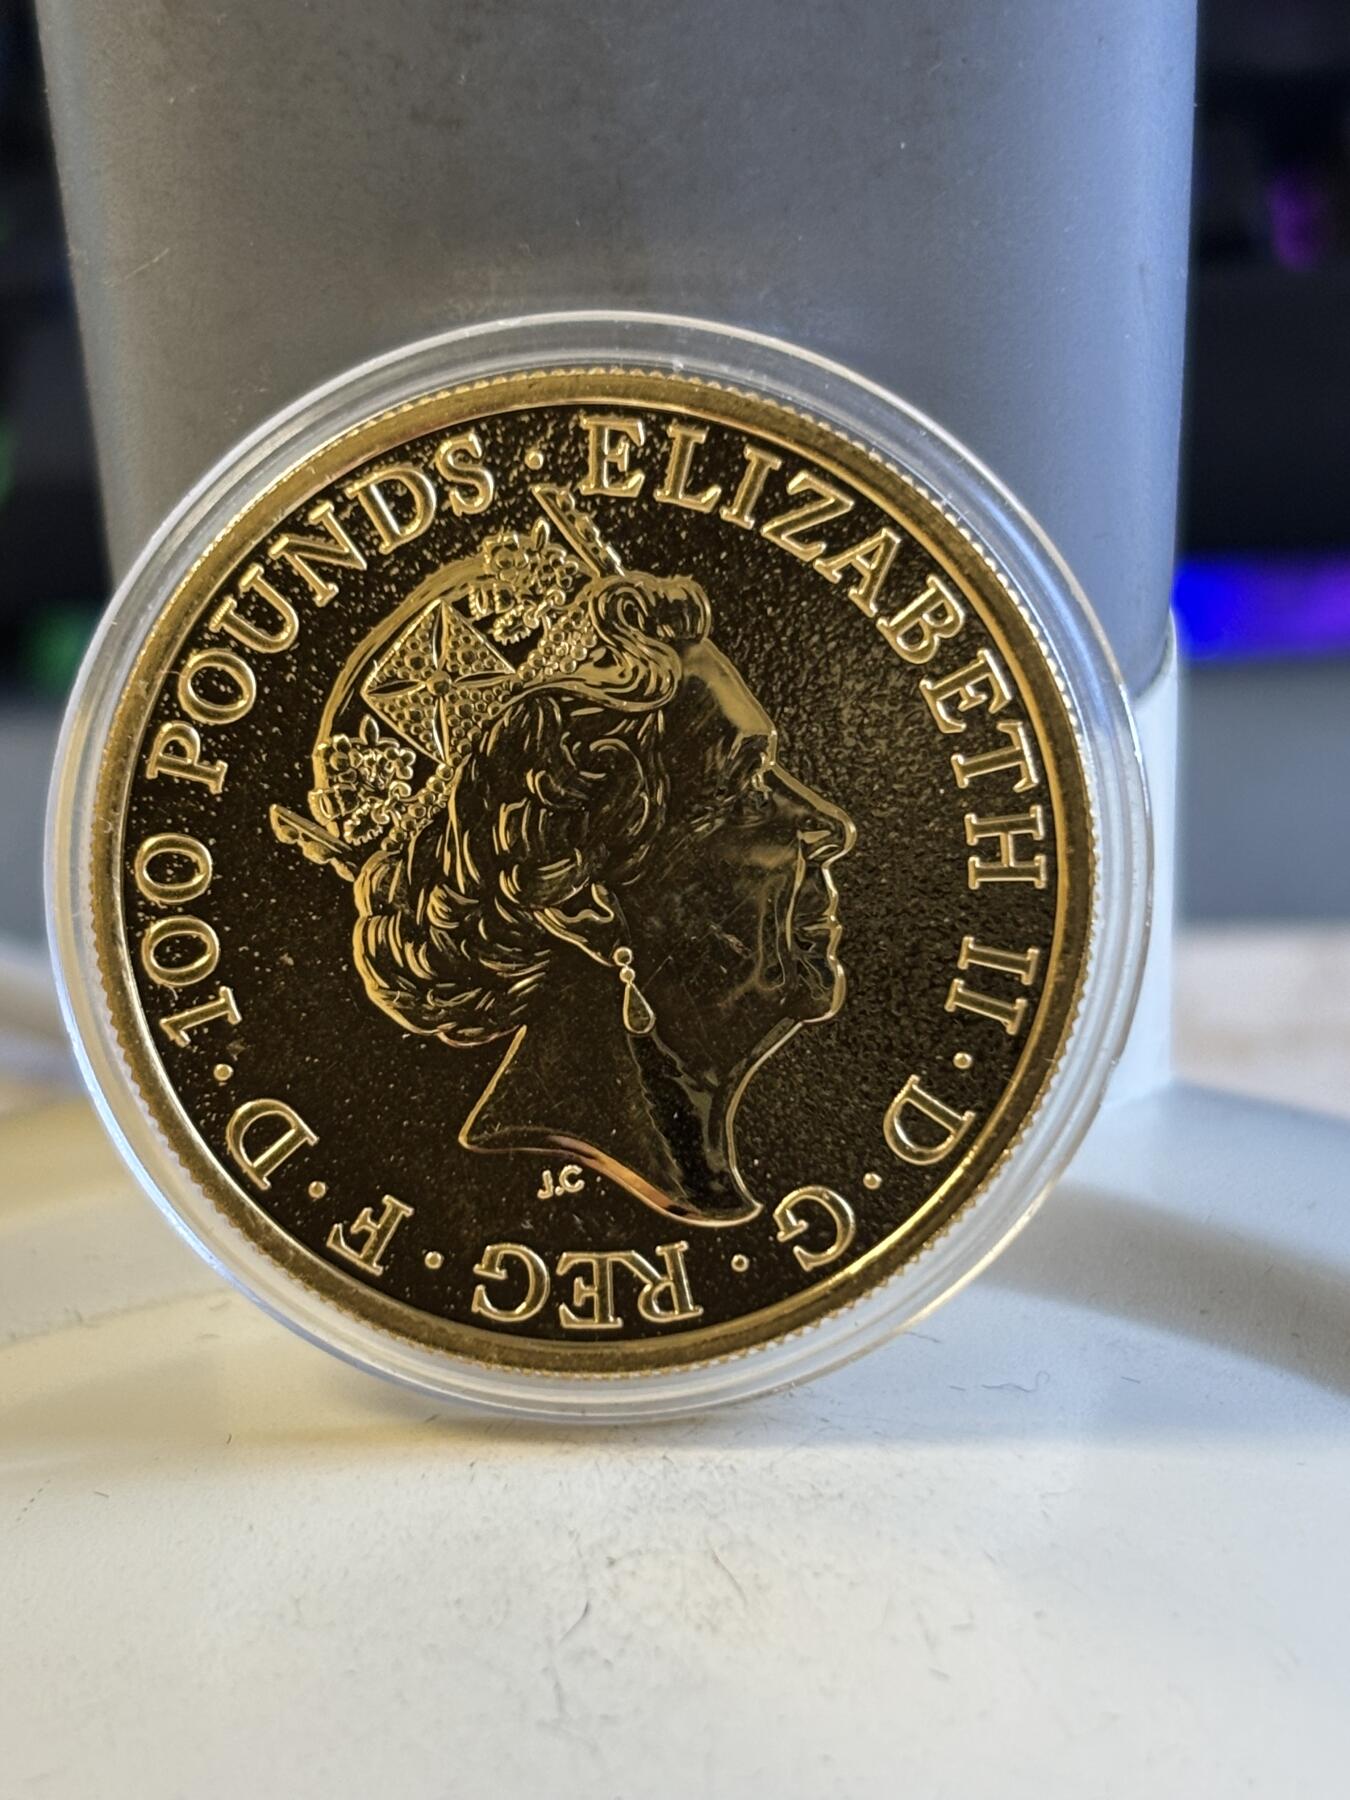 ELIZABETH II · D · G · REG · F · D · 100 POUNDS ·
J.C